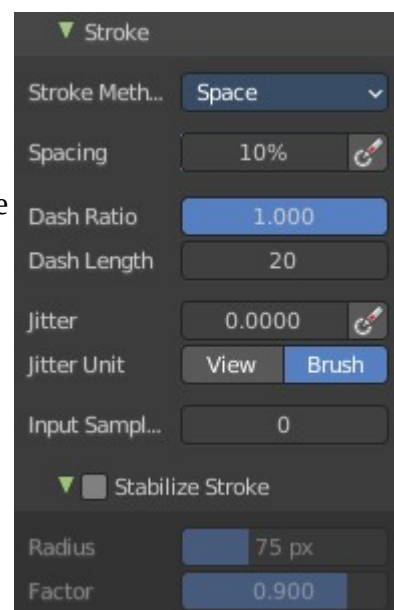 Stroke
Stroke Meth... Space
Spacing 10%
e
Dash Ratio 1.000
Dash Length 20
Jitter 0.0000
Jitter Unit View Brush
Input Sampl... 0
Stabilize Stroke
Radius 75 px
Factor 0.900